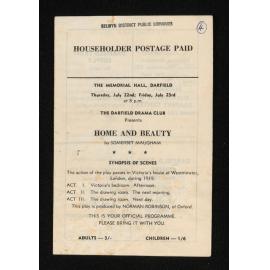 SELWYN DISTRICT PUBLIC LIBRARIES
HOUSEHOLDER POSTAGE PAID
THE MEMORIAL HALL, DARFIELD
Thursday, July 22nd; Friday, July 23rd
at 8 p.m.
THE DARFIELD DRAMA CLUB
Presents
HOME AND BEAUTY
by SOMERSET MAUGHAM
* * *
SYNOPSIS OF SCENES
The action of the play passes in Victoria's house at Westminster,
London, during 1919.
ACT I. Victoria's bedroom. Afternoon.
ACT II. The drawing room. The next morning.
ACT III. The drawing room. Next day.
This play is produced by NORMAN ROBINSON, of Oxford.
THIS IS YOUR OFFICIAL PROGRAMME.
PLEASE BRING IT WITH YOU.
ADULTS — 3/- CHILDREN — 1/6